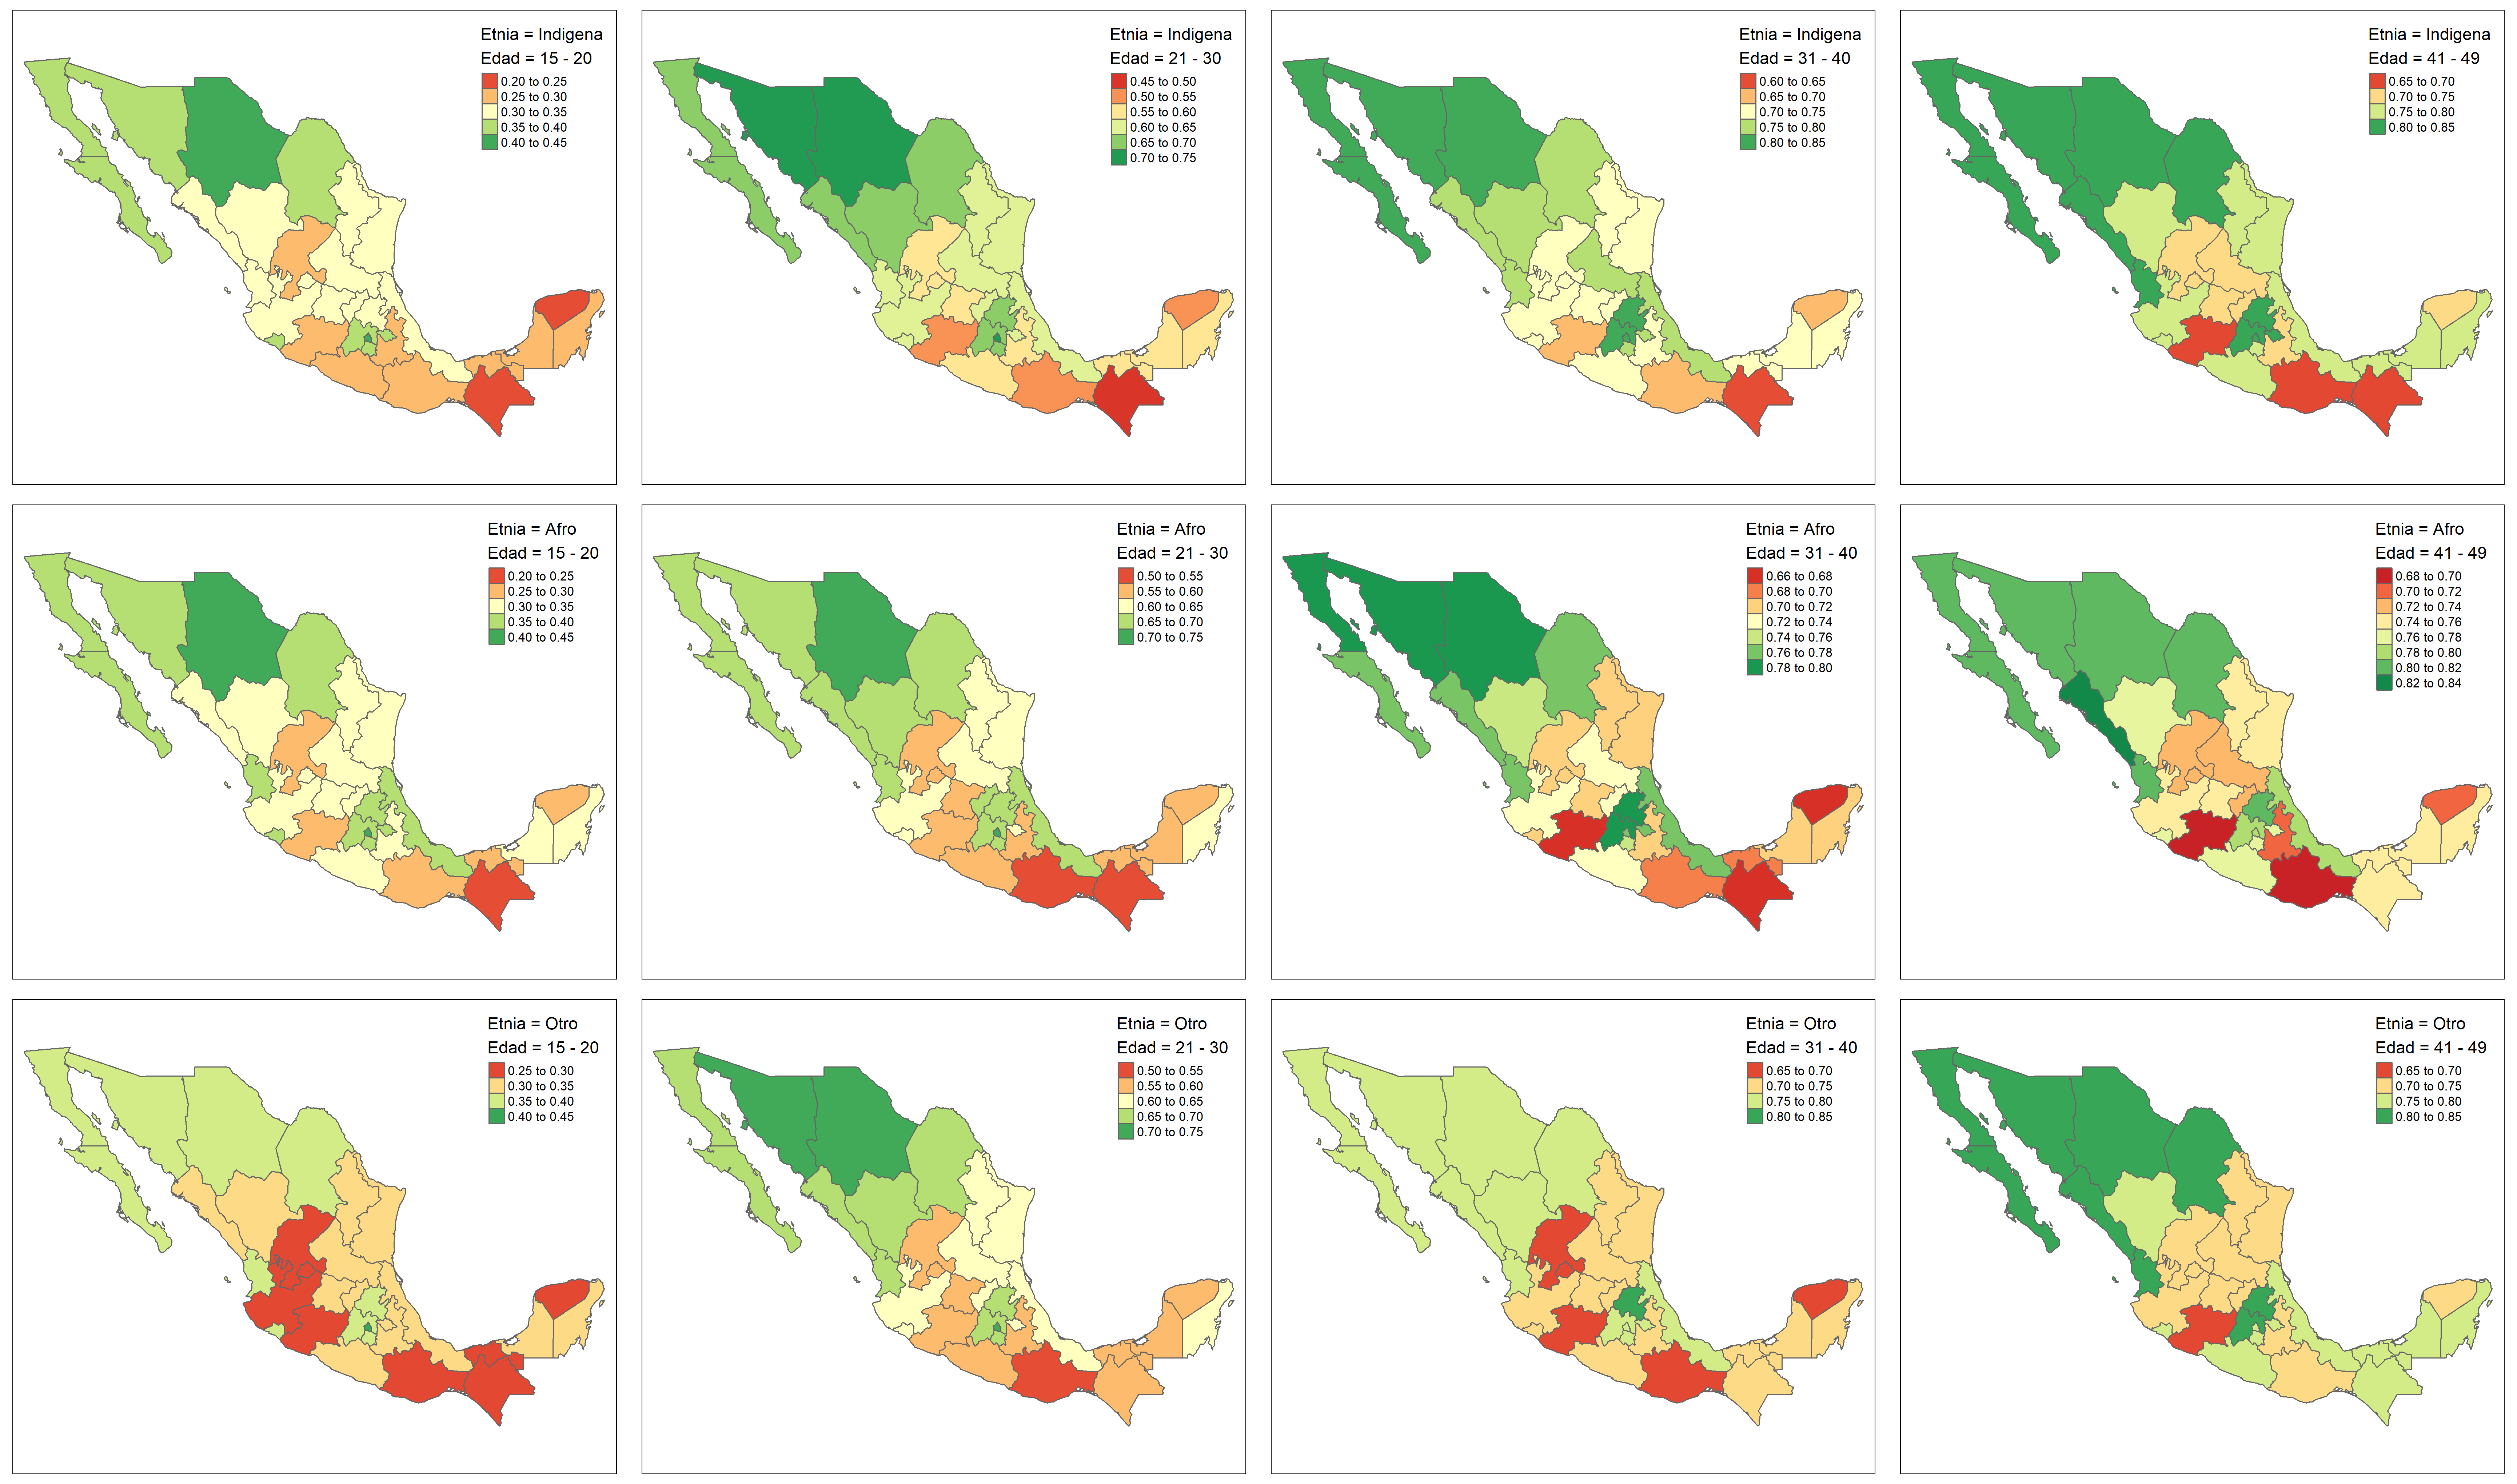 Etnia = Indigena
Edad = 15 - 20
0.20 to 0.25
0.25 to 0.30
0.30 to 0.35
0.35 to 0.40
0.40 to 0.45
Etnia = Indigena
Edad = 21 - 30
0.45 to 0.50
0.50 to 0.55
0.55 to 0.60
0.60 to 0.65
0.65 to 0.70
0.70 to 0.75
Etnia = Indigena
Edad = 31 - 40
0.60 to 0.65
0.65 to 0.70
0.70 to 0.75
0.75 to 0.80
0.80 to 0.85
Etnia = Indigena
Edad = 41 - 49
0.65 to 0.70
0.70 to 0.75
0.75 to 0.80
0.80 to 0.85
Etnia = Afro
Edad = 15 - 20
0.20 to 0.25
0.25 to 0.30
0.30 to 0.35
0.35 to 0.40
0.40 to 0.45
Etnia = Afro
Edad = 21 - 30
0.50 to 0.55
0.55 to 0.60
0.60 to 0.65
0.65 to 0.70
0.70 to 0.75
Etnia = Afro
Edad = 31 - 40
0.66 to 0.68
0.68 to 0.70
0.70 to 0.72
0.72 to 0.74
0.74 to 0.76
0.76 to 0.78
0.78 to 0.80
Etnia = Afro
Edad = 41 - 49
0.68 to 0.70
0.70 to 0.72
0.72 to 0.74
0.74 to 0.76
0.76 to 0.78
0.78 to 0.80
0.80 to 0.82
0.82 to 0.84
Etnia = Otro
Edad = 15 - 20
0.25 to 0.30
0.30 to 0.35
0.35 to 0.40
0.40 to 0.45
Etnia = Otro
Edad = 21 - 30
0.50 to 0.55
0.55 to 0.60
0.60 to 0.65
0.65 to 0.70
0.70 to 0.75
Etnia = Otro
Edad = 31 - 40
0.65 to 0.70
0.70 to 0.75
0.75 to 0.80
0.80 to 0.85
Etnia = Otro
Edad = 41 - 49
0.65 to 0.70
0.70 to 0.75
0.75 to 0.80
0.80 to 0.85